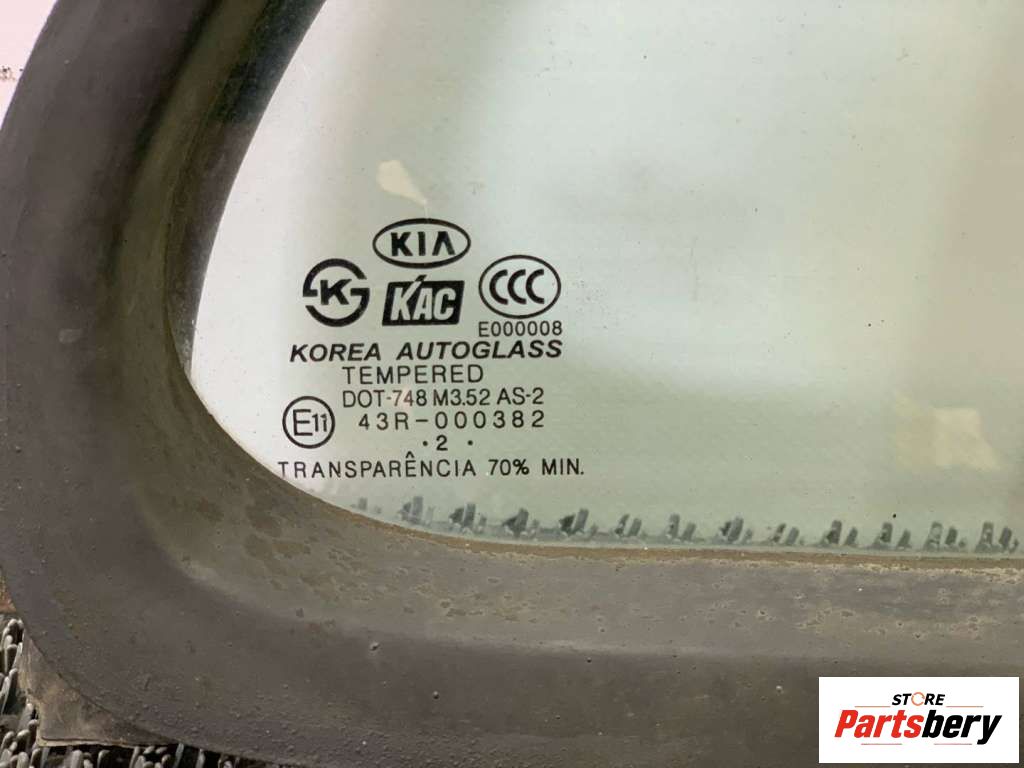 KIA
K KAC CCC
E000008
KOREA AUTOGLASS
TEMPERED
DOT-748 M3.52 AS-2
E11 43R-000382
·2·
TRANSPARÊNCIA 70% MIN.
STORE
Partsbery